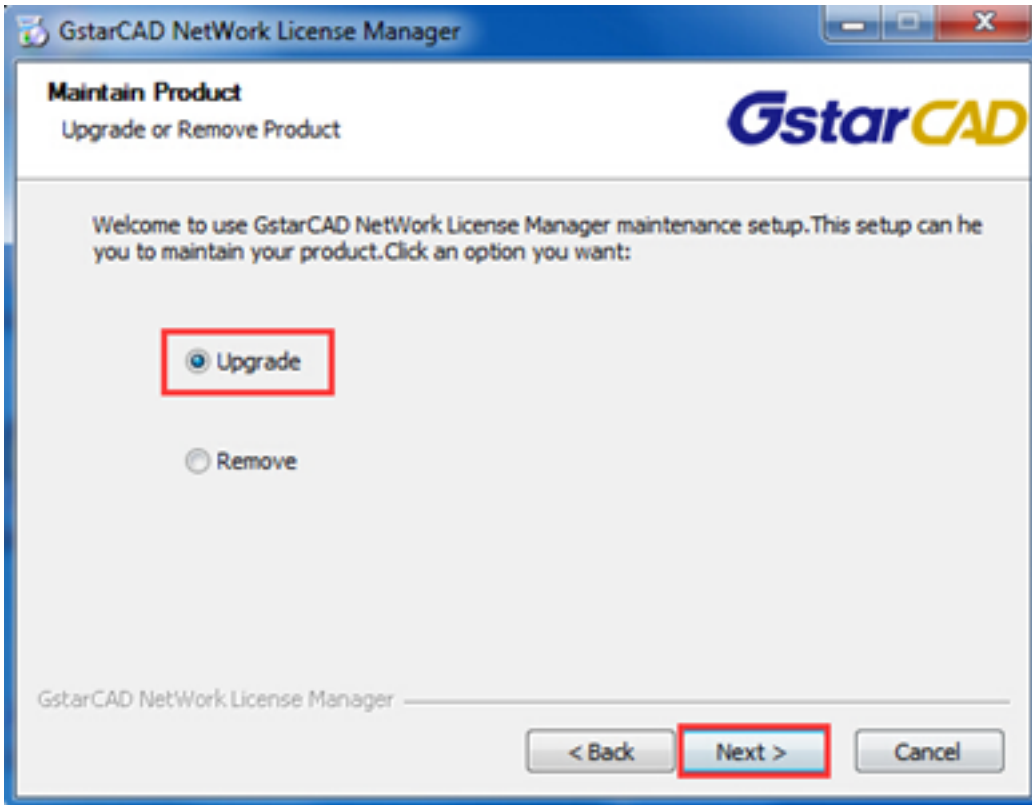 GstarCAD NetWork License Manager
Maintain Product
Upgrade or Remove Product
GstarCAD
Welcome to use GstarCAD NetWork License Manager maintenance setup.This setup can he
you to maintain your product.Click an option you want:
Upgrade
Remove
GstarCAD NetWork License Manager
< Back
Next >
Cancel